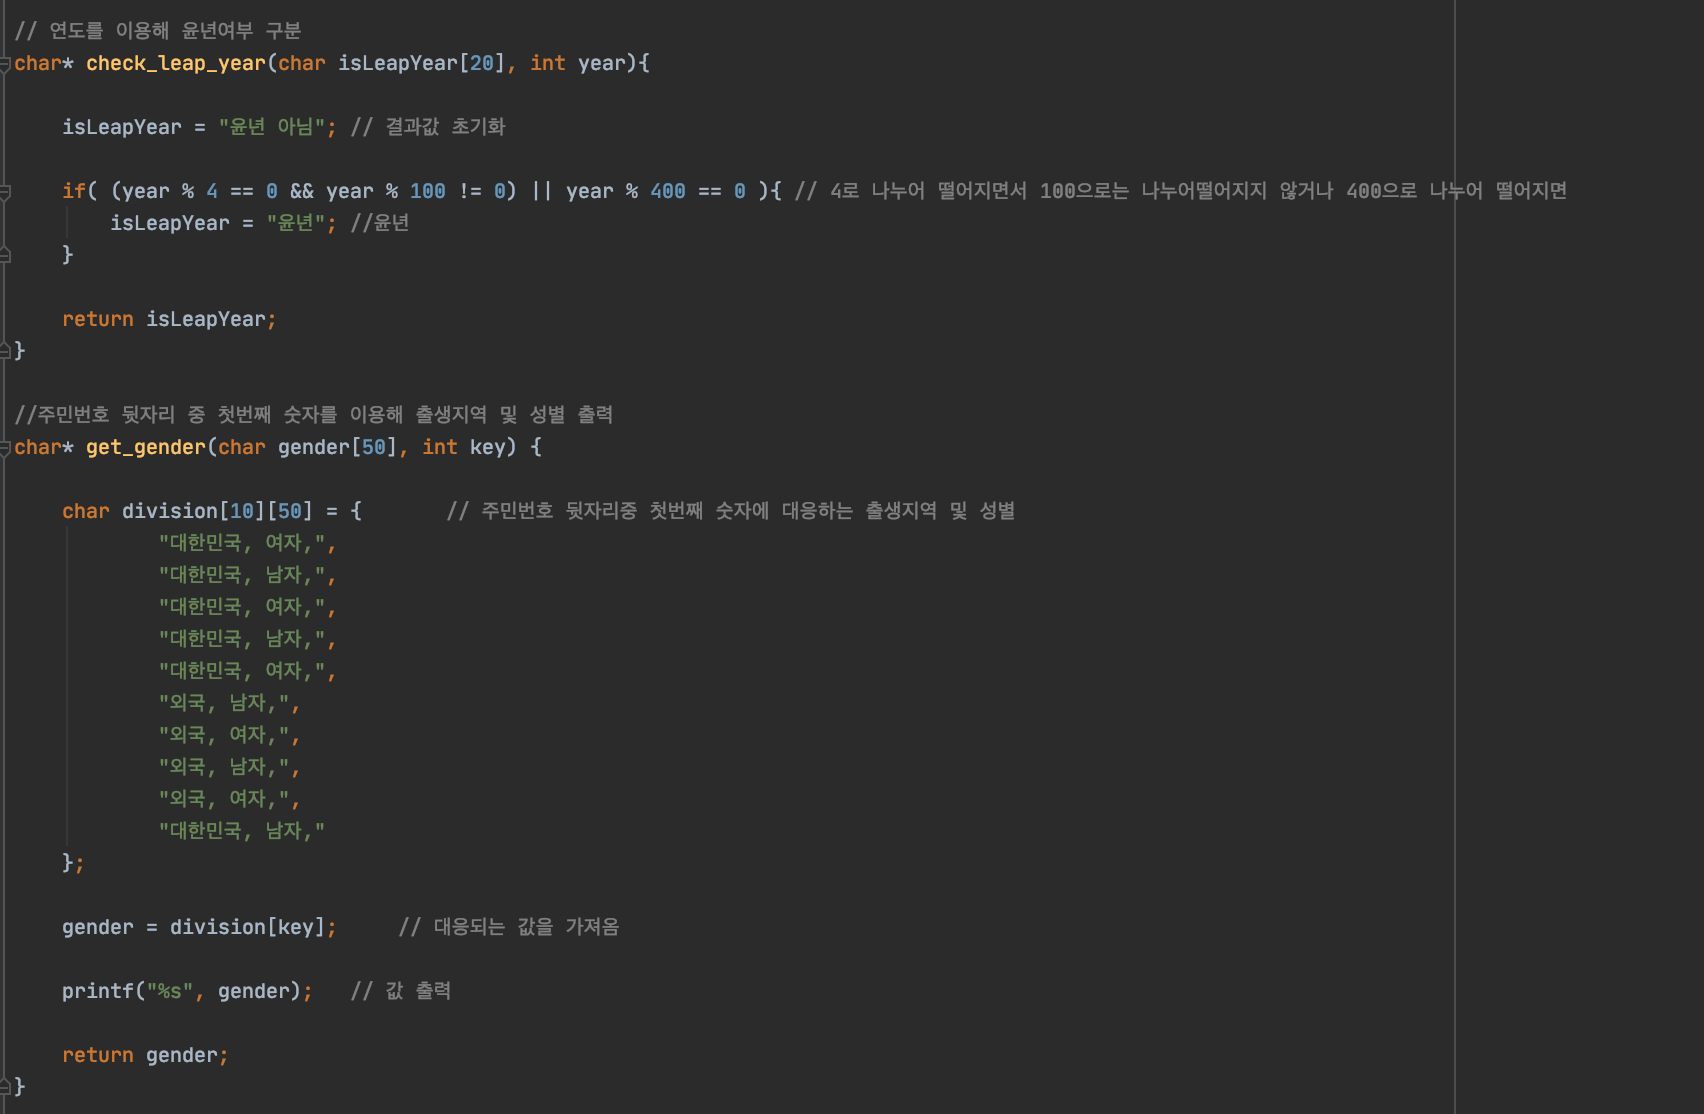 // 연도를 이용해 윤년여부 구분
char* check_leap_year(char isLeapYear[20], int year){
isLeapYear = "윤년 아님"; // 결과값 초기화
if( (year % 4 == 0 && year % 100 != 0) || year % 400 == 0 ){ // 4로 나누어 떨어지면서 100으로는 나누어떨어지지 않거나 400으로 나누어 떨어지면
isLeapYear = "윤년"; //윤년
}
return isLeapYear;
}
//주민번호 뒷자리 중 첫번째 숫자를 이용해 출생지역 및 성별 출력
char* get_gender(char gender[50], int key) {
char division[10][50] = { // 주민번호 뒷자리중 첫번째 숫자에 대응하는 출생지역 및 성별
"대한민국, 여자,",
"대한민국, 남자,",
"대한민국, 여자,",
"대한민국, 남자,",
"대한민국, 여자,",
"외국, 남자,",
"외국, 여자,",
"외국, 남자,",
"외국, 여자,",
"대한민국, 남자,"
};
gender = division[key]; // 대응되는 값을 가져옴
printf("%s", gender); // 값 출력
return gender;
}